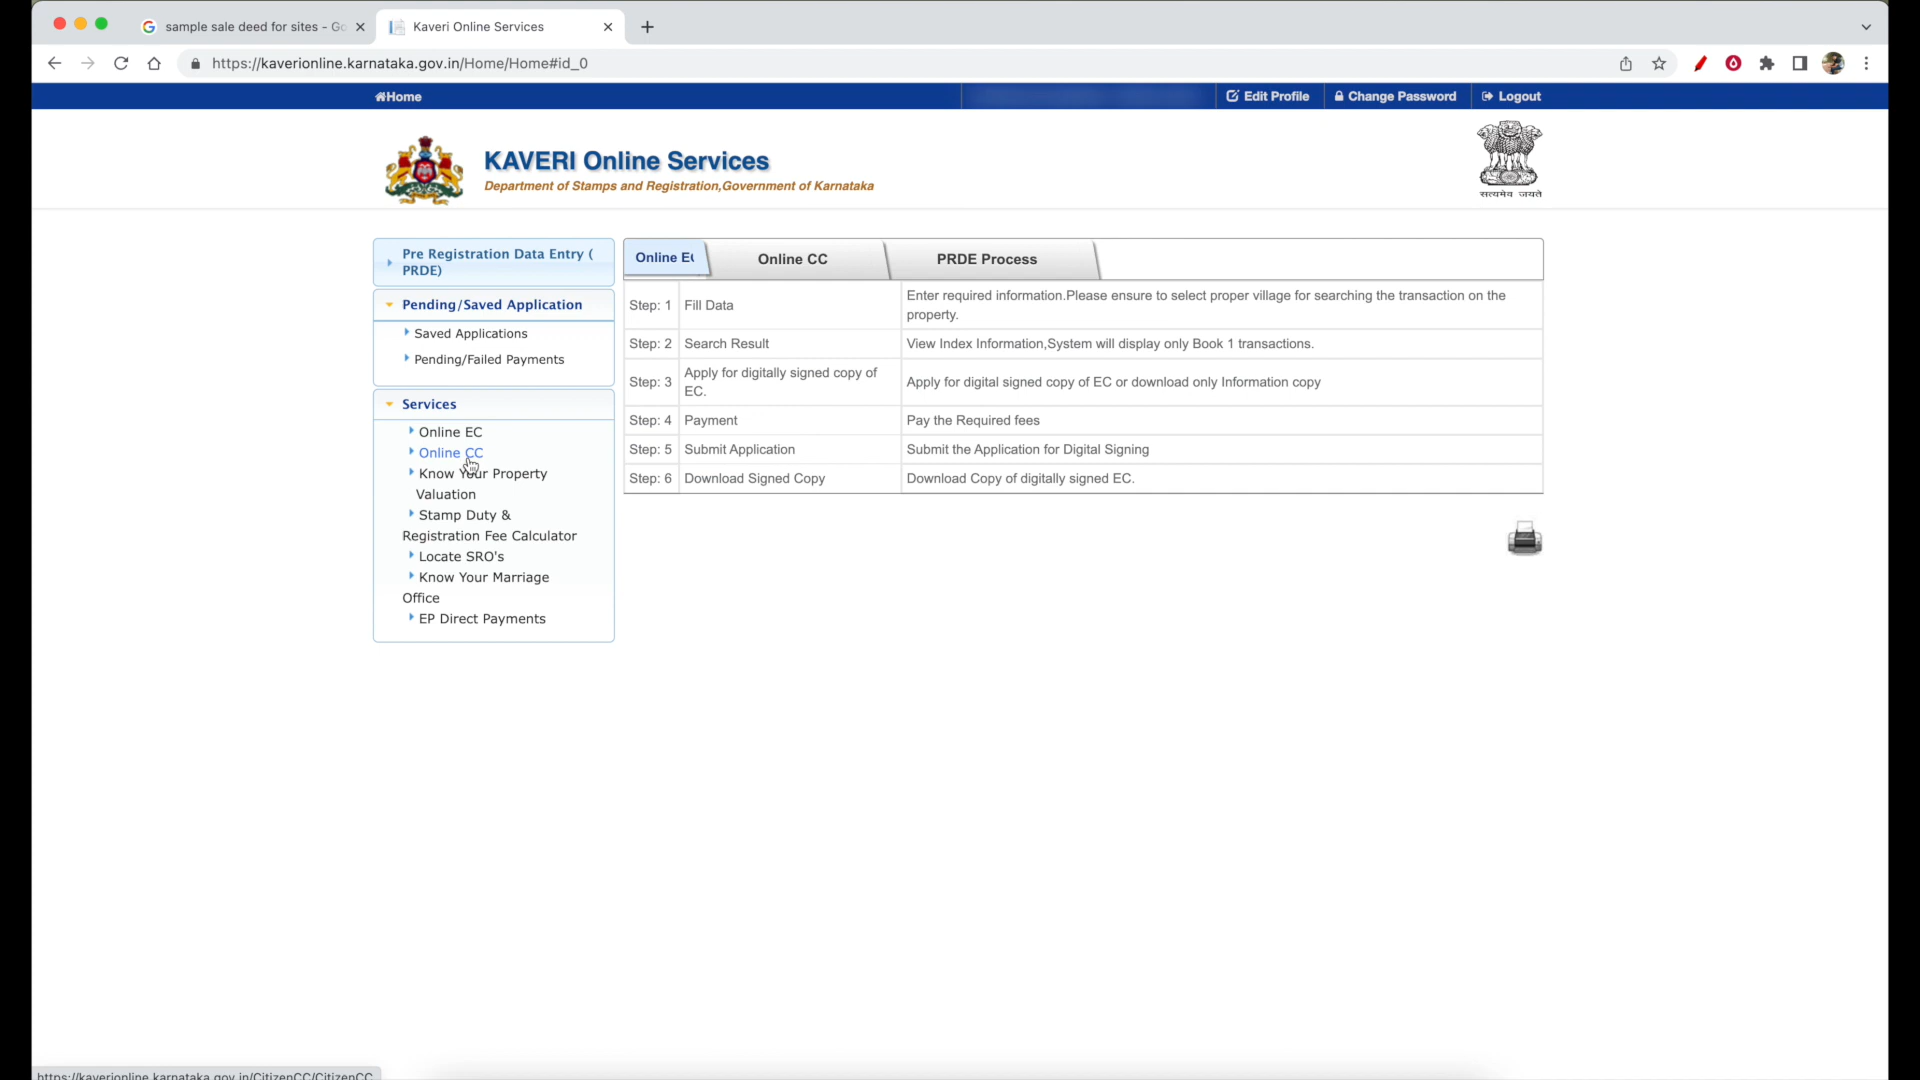 sample sale deed for sites - Go
Kaveri Online Services
https://kaverionline.karnataka.gov.in/Home/Home#id_0
Home
Edit Profile
Change Password
Logout
KAVERI Online Services
Department of Stamps and Registration,Government of Karnataka
सत्यमेव जयते
Pre Registration Data Entry (
PRDE)
Pending/Saved Application
Saved Applications
Pending/Failed Payments
Services
Online EC
Online CC
Know Your Property
Valuation
Stamp Duty &
Registration Fee Calculator
Locate SRO's
Know Your Marriage
Office
EP Direct Payments
Online EC
Online CC
PRDE Process
Step: 1 Fill Data Enter required information.Please ensure to select proper village for searching the transaction on the
property.
Step: 2 Search Result View Index Information,System will display only Book 1 transactions.
Step: 3 Apply for digitally signed copy of
EC. Apply for digital signed copy of EC or download only Information copy
Step: 4 Payment Pay the Required fees
Step: 5 Submit Application Submit the Application for Digital Signing
Step: 6 Download Signed Copy Download Copy of digitally signed EC.
https://kaverionline.karnataka.gov.in/CitizenCC/CitizenCC